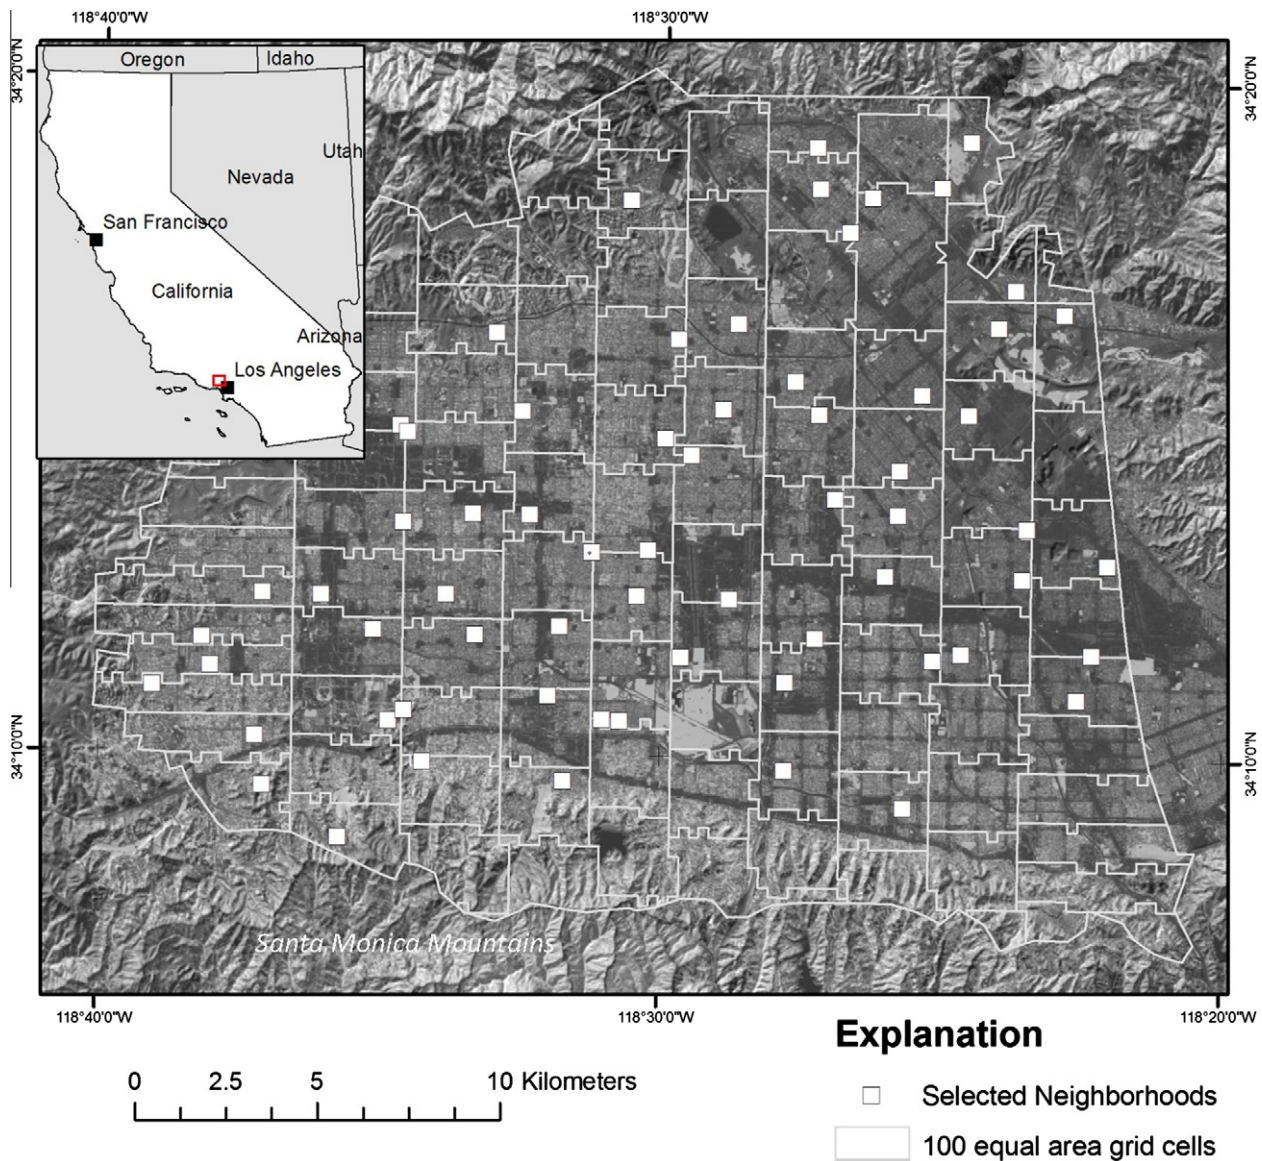 118°40'0"W 118°30'0"W
34°20'0"N
34°20'0"N
Oregon Idaho
Utah
Nevada
San Francisco
California
Arizona
Los Angeles
34°10'0"N
34°10'0"N
Santa Monica Mountains
118°40'0"W 118°30'0"W 118°20'0"W
Explanation
0 2.5 5 10 Kilometers
Selected Neighborhoods
100 equal area grid cells